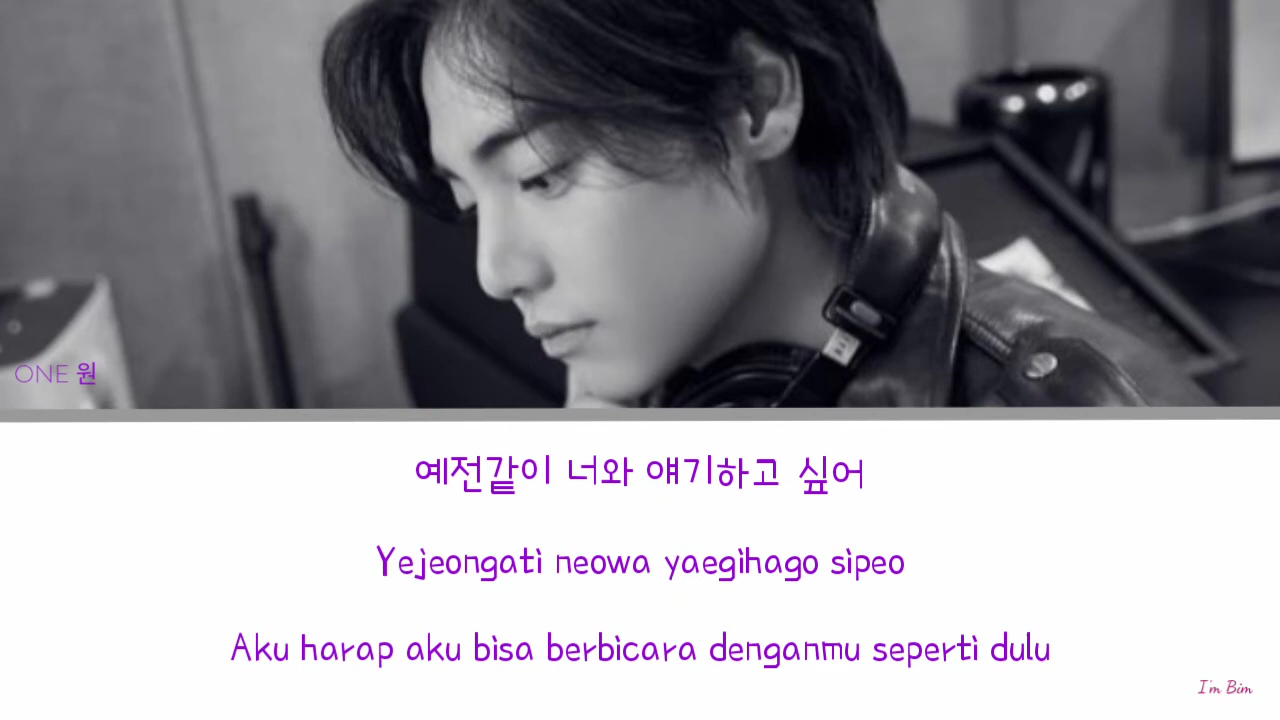 ONE 원
예전같이 너와 얘기하고 싶어
Yejeongati neowa yaegihago sipeo
Aku harap aku bisa berbicara denganmu seperti dulu
I'm Bim